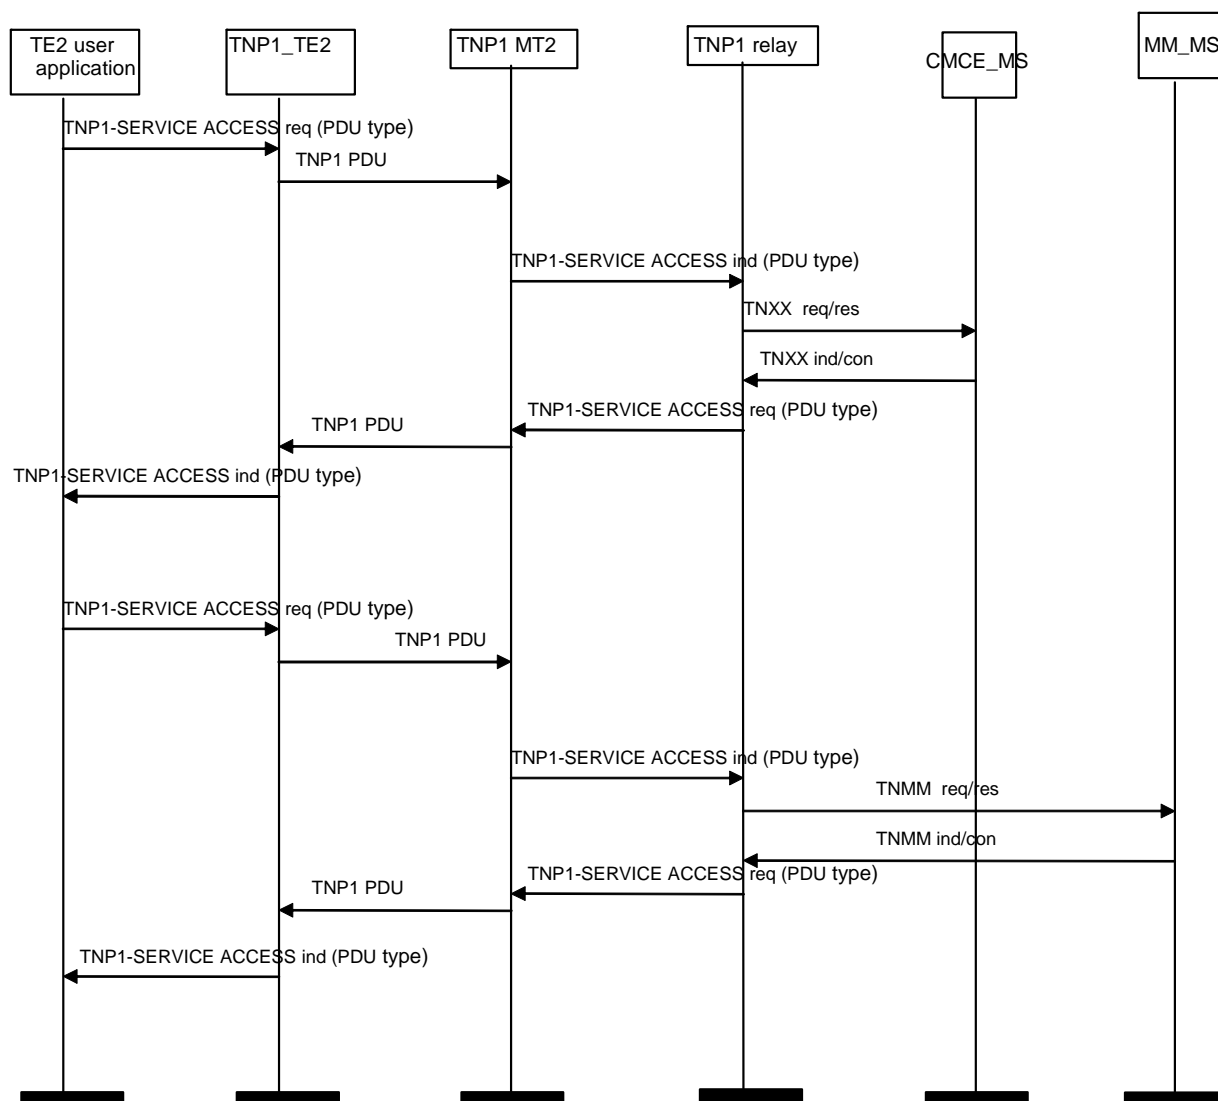 TE2 user
application
TNP1_TE2
TNP1 MT2
TNP1 relay
CMCE_MS
MM_MS
TNP1-SERVICE ACCESS req (PDU type)
TNP1 PDU
TNP1-SERVICE ACCESS ind (PDU type)
TNXX req/res
TNXX ind/con
TNP1-SERVICE ACCESS req (PDU type)
TNP1 PDU
TNP1-SERVICE ACCESS ind (PDU type)
TNP1-SERVICE ACCESS req (PDU type)
TNP1 PDU
TNP1-SERVICE ACCESS ind (PDU type)
TNMM req/res
TNMM ind/con
TNP1-SERVICE ACCESS req (PDU type)
TNP1 PDU
TNP1-SERVICE ACCESS ind (PDU type)